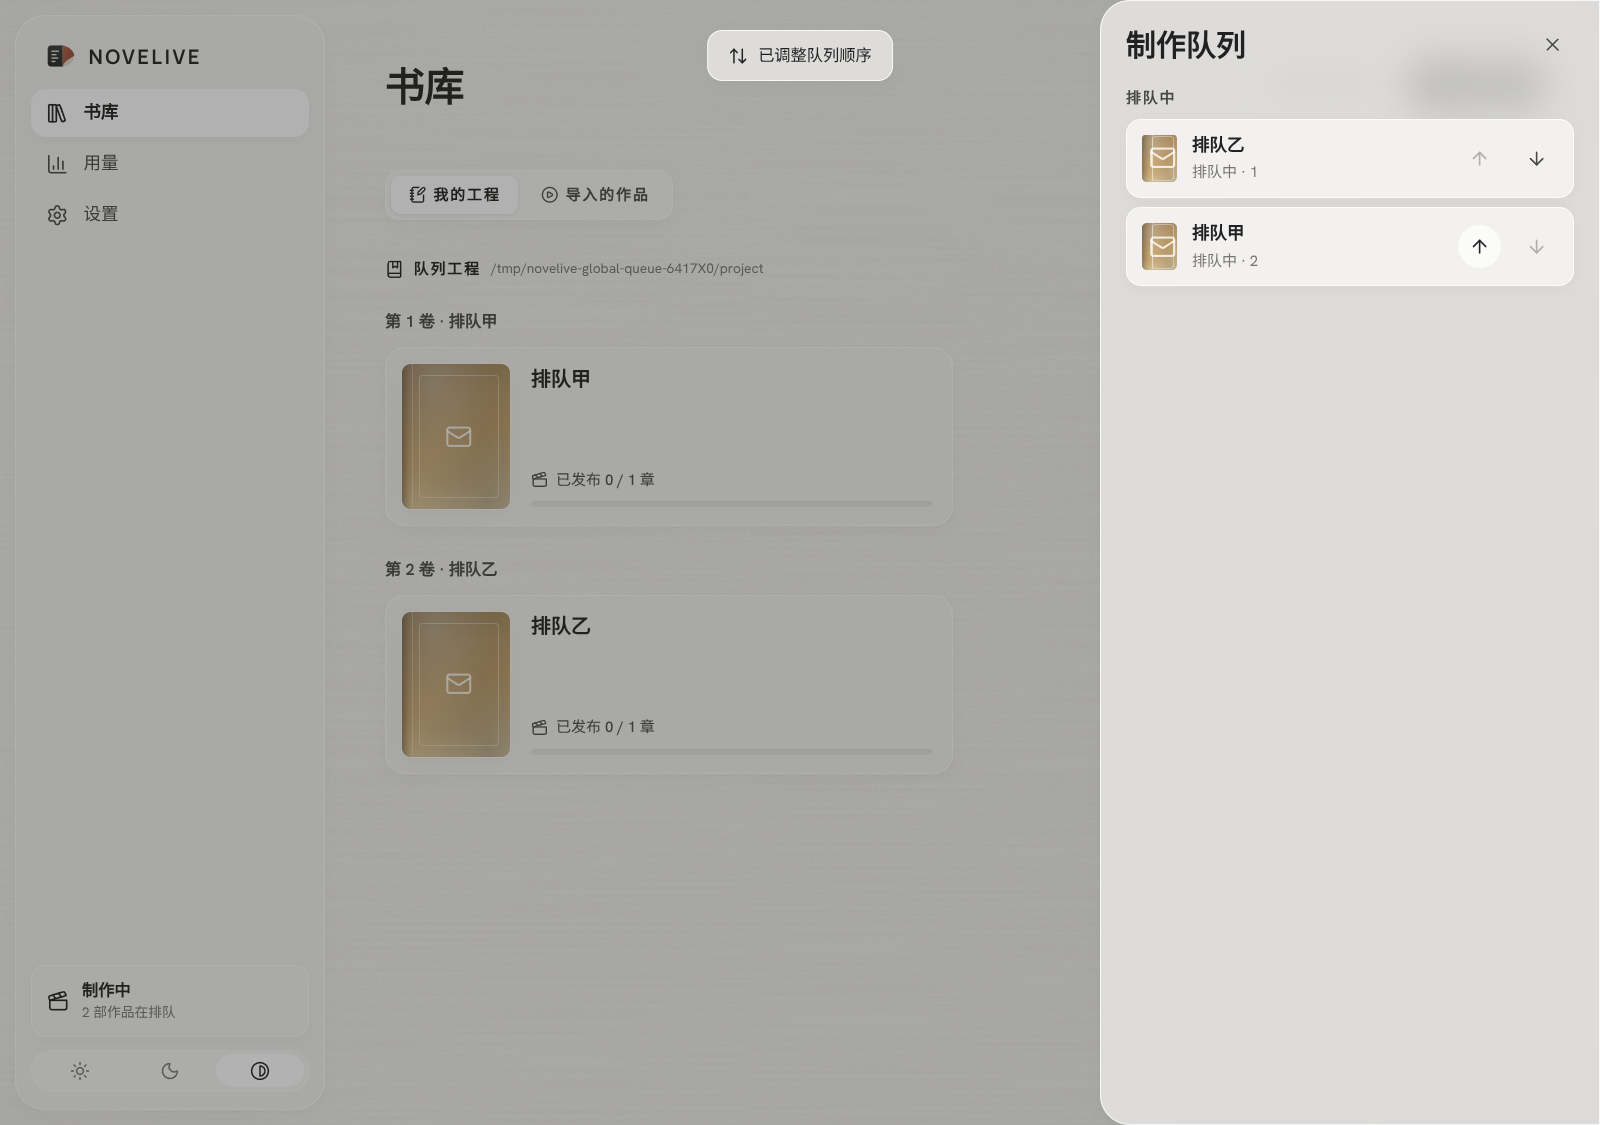 NOVELIVE
书库
用量
设置
制作中
2 部作品在排队
书库
已调整队列顺序
我的工程
导入的作品
队列工程 /tmp/novelive-global-queue-6417X0/project
第 1 卷 · 排队甲
排队甲
已发布 0 / 1 章
第 2 卷 · 排队乙
排队乙
已发布 0 / 1 章
制作队列
排队中
排队乙
排队中 · 1
排队甲
排队中 · 2